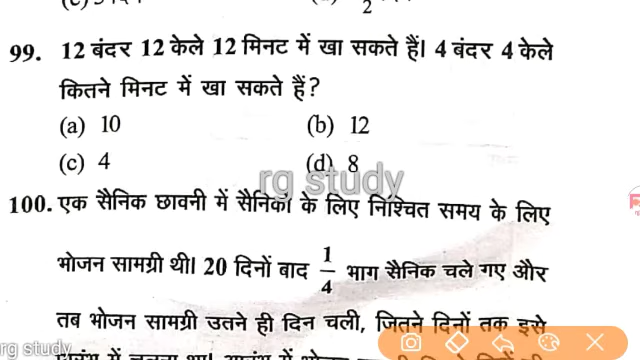 99. 12 बंदर 12 केले 12 मिनट में खा सकते हैं। 4 बंदर 4 केले
कितने मिनट में खा सकते हैं?
(a) 10 (b) 12
(c) 4 (d) 8
rg study
100. एक सैनिक छावनी में सैनिकों के लिए निश्चित समय के लिए
भोजन सामग्री थी। 20 दिनों बाद 1/4 भाग सैनिक चले गए और
तब भोजन सामग्री उतने ही दिन चली, जितने दिनों तक इसे
rg study